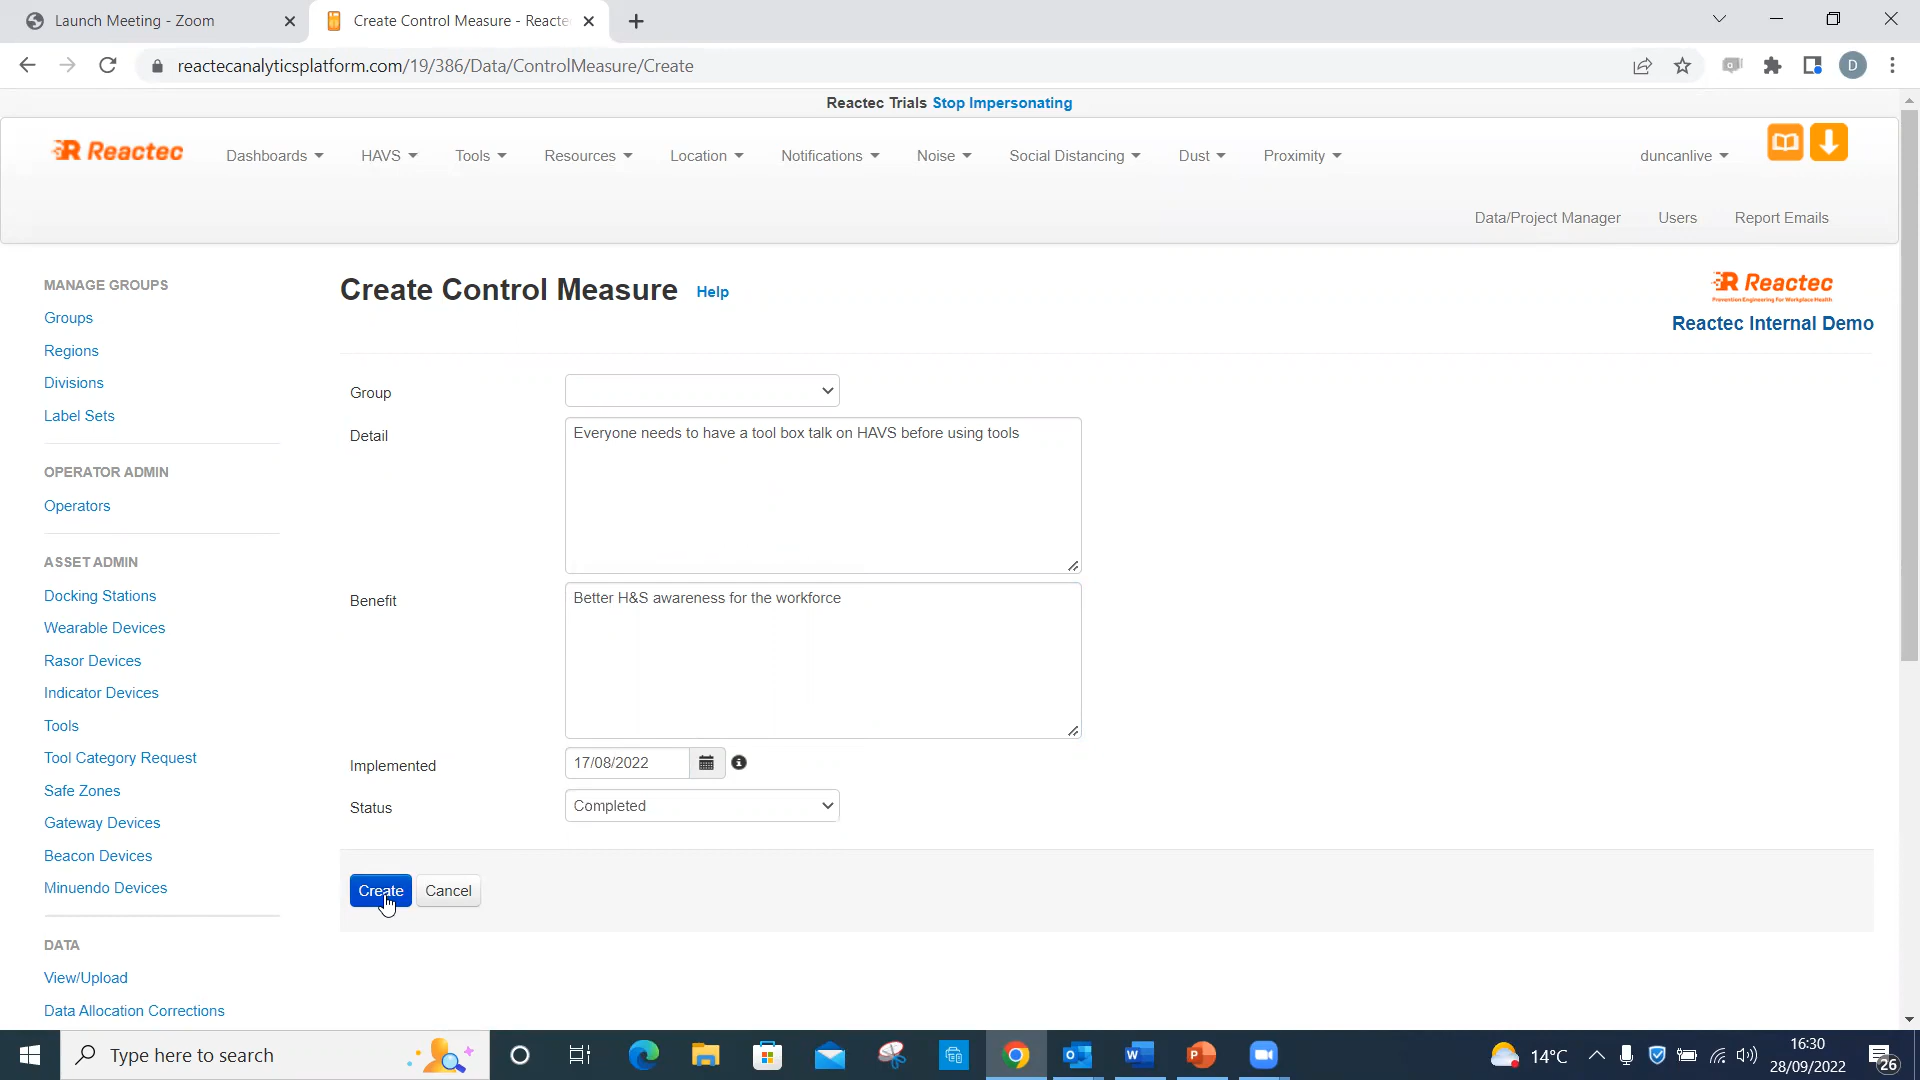 Launch Meeting - Zoom
Create Control Measure - Reacte
reactecanalyticsplatform.com/19/386/Data/ControlMeasure/Create
D
Reactec Trials Stop Impersonating
Reactec
Dashboards
HAVS
Tools
Resources
Location
Notifications
Noise
Social Distancing
Dust
Proximity
duncanlive
Data/Project Manager
Users
Report Emails
MANAGE GROUPS
Groups
Regions
Divisions
Label Sets
OPERATOR ADMIN
Operators
ASSET ADMIN
Docking Stations
Wearable Devices
Rasor Devices
Indicator Devices
Tools
Tool Category Request
Safe Zones
Gateway Devices
Beacon Devices
Minuendo Devices
DATA
View/Upload
Data Allocation Corrections
Create Control Measure Help
Reactec
Prevention Engineering For Workplace Health
Reactec Internal Demo
Group
Detail
Everyone needs to have a tool box talk on HAVS before using tools
Benefit
Better H&S awareness for the workforce
Implemented
17/08/2022
Status
Completed
Create
Cancel
Type here to search
14°C
16:30
28/09/2022
26